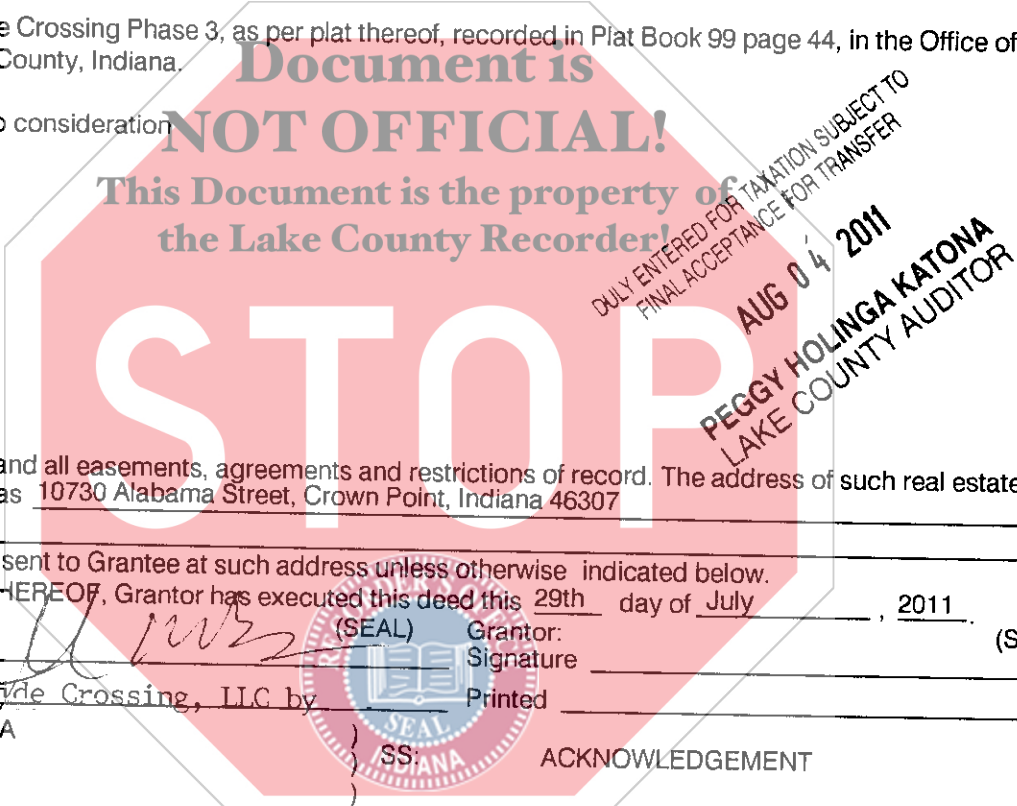 e Crossing Phase 3, as per plat thereof, recorded in Plat Book 99 page 44, in the Office of
County, Indiana.
Document is
o consideration
NOT OFFICIAL!
This Document is the property of
the Lake County Recorder!
DULY ENTERED FOR TAXATION SUBJECT TO
FINAL ACCEPTANCE FOR TRANSFER
AUG 04 2011
PEGGY HOLINGA KATONA
LAKE COUNTY AUDITOR
STOP
and all easements, agreements and restrictions of record. The address of such real estate
as 10730 Alabama Street, Crown Point, Indiana 46307
sent to Grantee at such address unless otherwise indicated below.
HEREOF, Grantor has executed this deed this 29th day of July, 2011.
(SEAL) Grantor: (S
Signature
de Crossing, LLC by Printed
A
RECORDER'S OFFICE
SEAL
INDIANA
) SS: ACKNOWLEDGEMENT
)
)